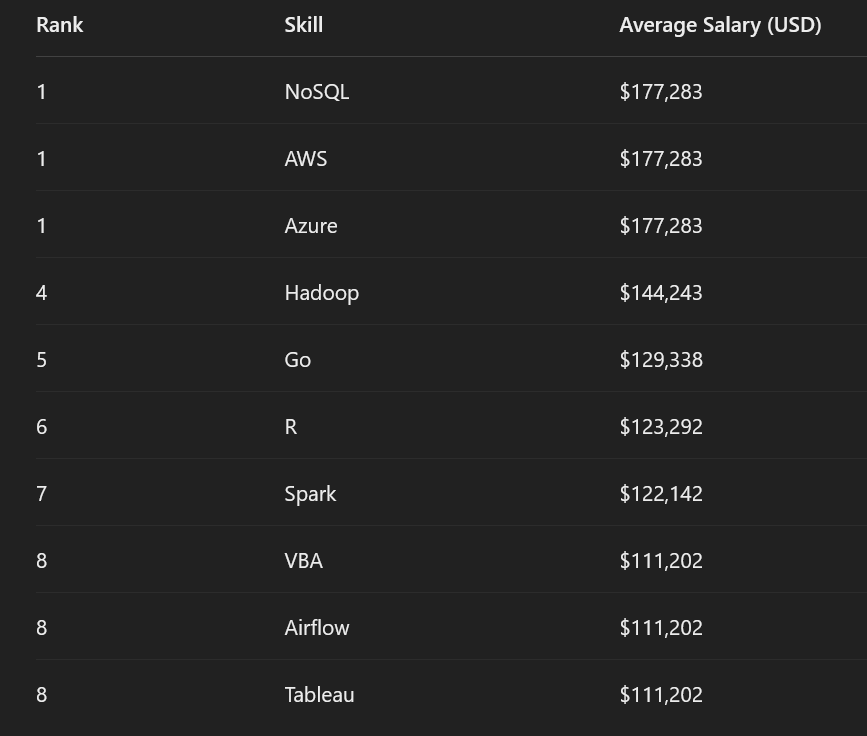 Rank Skill Average Salary (USD)
1 NoSQL $177,283
1 AWS $177,283
1 Azure $177,283
4 Hadoop $144,243
5 Go $129,338
6 R $123,292
7 Spark $122,142
8 VBA $111,202
8 Airflow $111,202
8 Tableau $111,202